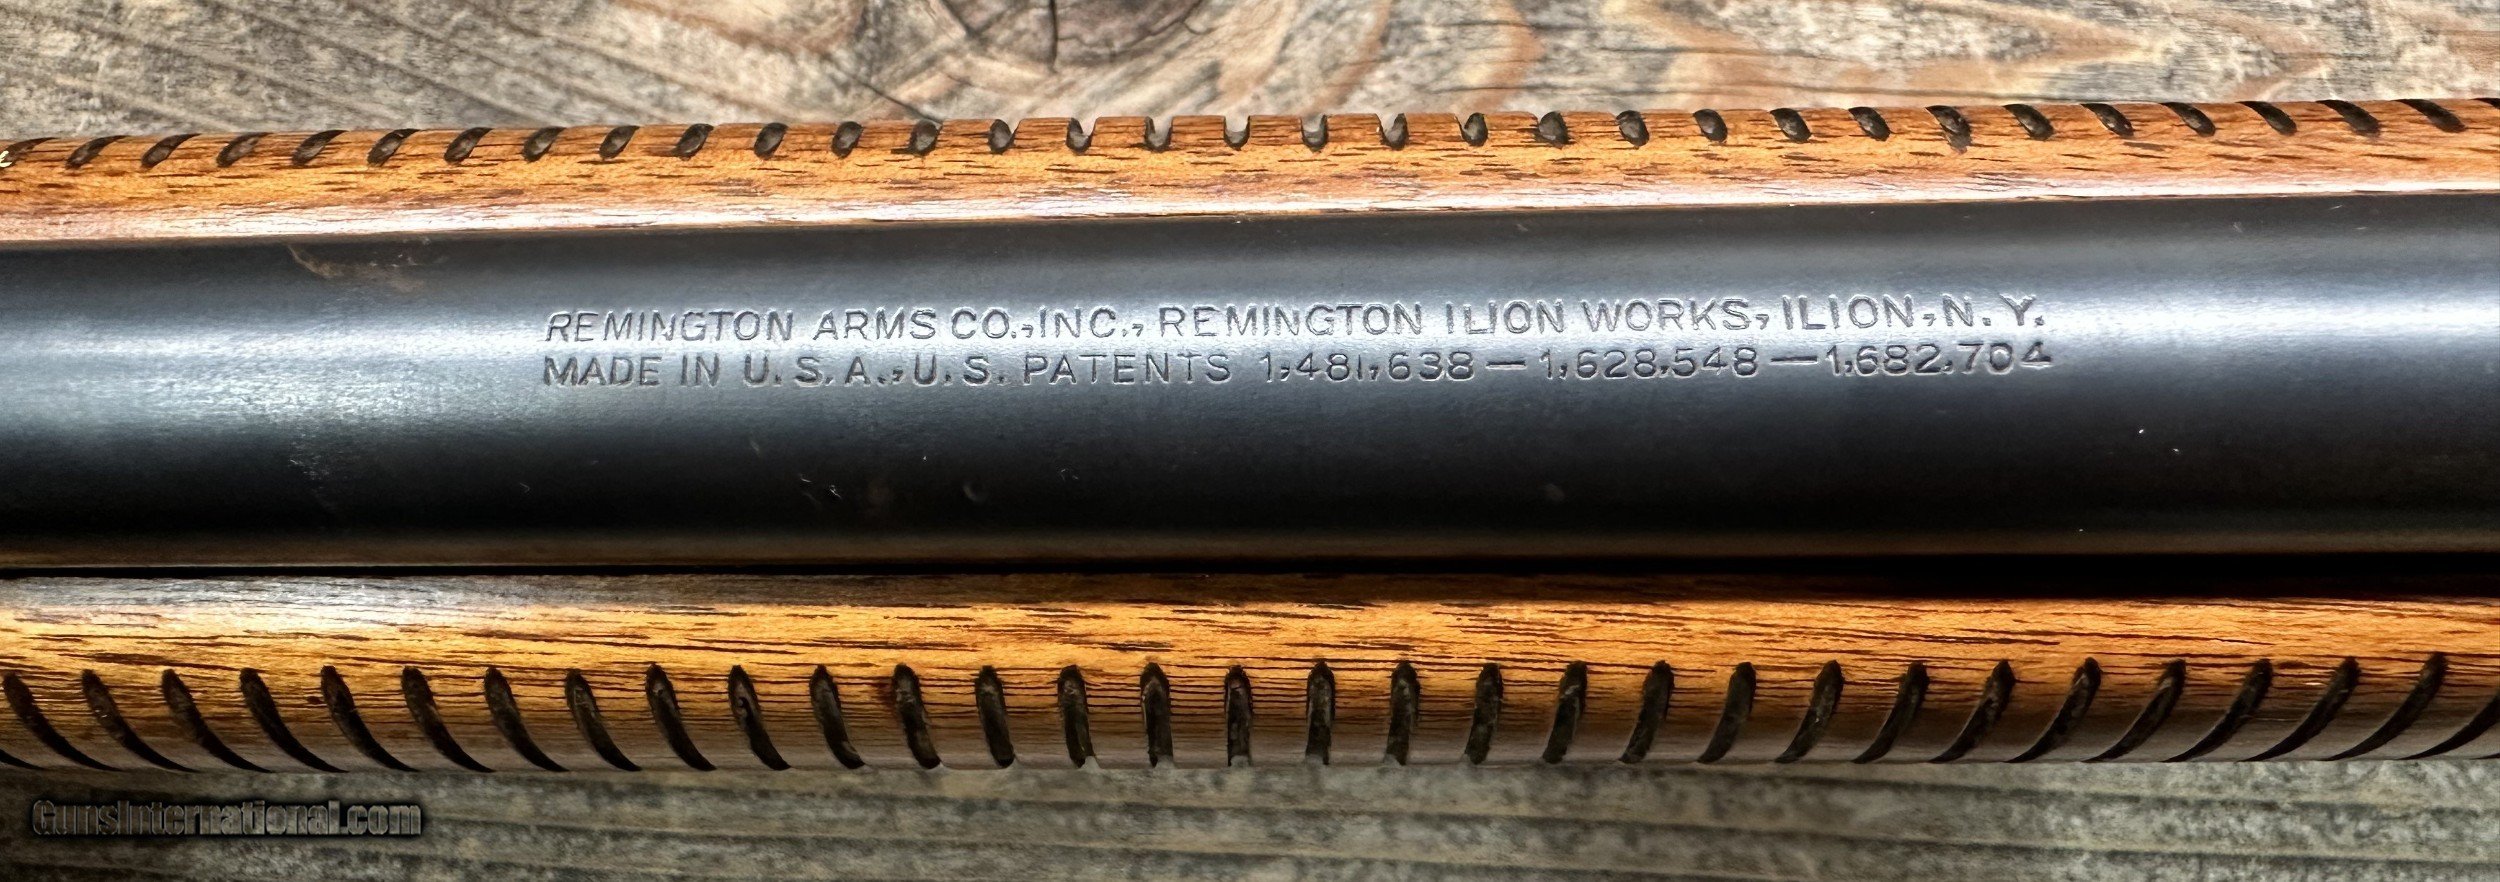 REMINGTON ARMS CO., INC., REMINGTON ILION WORKS, ILION, N. Y.
MADE IN U. S. A., U. S. PATENTS 1,481,638 — 1,628,548 — 1,682,704
GunsInternational.com